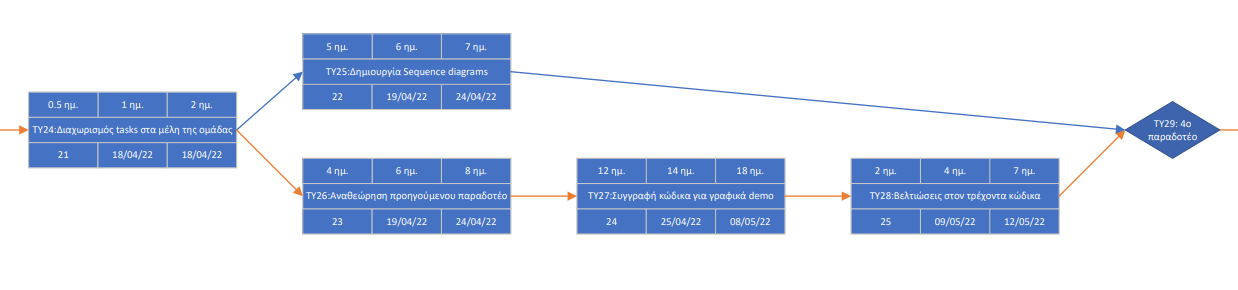 5 ημ. 6 ημ. 7 ημ.
ΤΥ25:Δημιουργία Sequence diagrams
22 19/04/22 24/04/22
0.5 ημ. 1 ημ. 2 ημ.
ΤΥ24:Διαχωρισμός tasks στα μέλη της ομάδας
21 18/04/22 18/04/22
ΤΥ29: 4ο
παραδοτέο
4 ημ. 6 ημ. 8 ημ.
ΤΥ26:Αναθεώρηση προηγούμενου παραδοτέο
23 19/04/22 24/04/22
12 ημ. 14 ημ. 18 ημ.
ΤΥ27:Συγγραφή κώδικα για γραφικά demo
24 25/04/22 08/05/22
2 ημ. 4 ημ. 7 ημ.
ΤΥ28:Βελτιώσεις στον τρέχοντα κώδικα
25 09/05/22 12/05/22